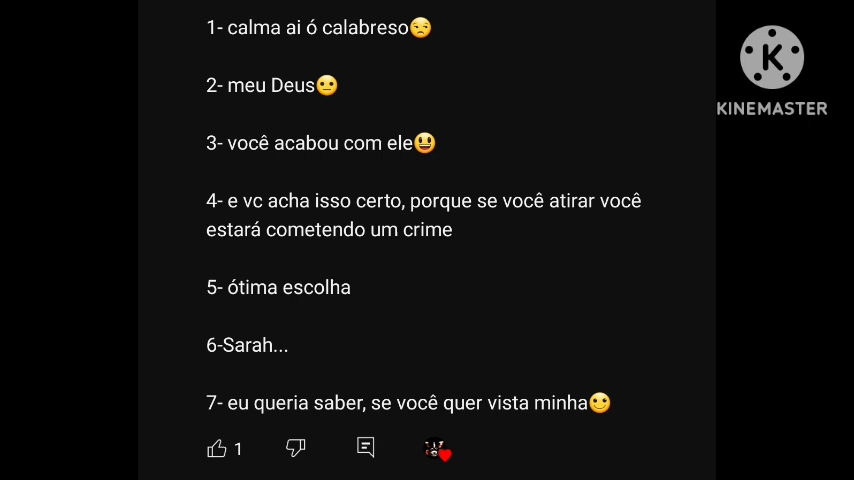 1- calma ai ó calabreso😒
KINEMASTER
2- meu Deus😐
3- você acabou com ele😃
4- e vc acha isso certo, porque se você atirar você
estará cometendo um crime
5- ótima escolha
6-Sarah...
7- eu queria saber, se você quer vista minha🙂
1